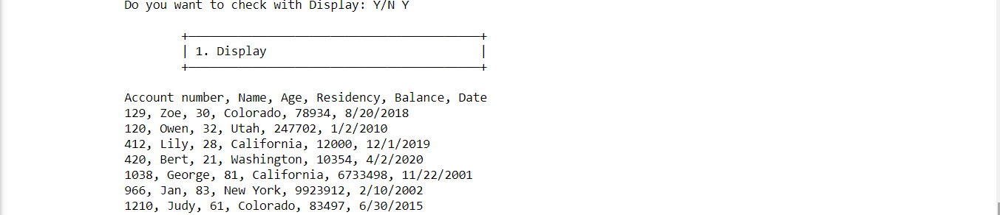 Do you want to check with Display: Y/N Y
| 1. Display |
Account number, Name, Age, Residency, Balance, Date
129, Zoe, 30, Colorado, 78934, 8/20/2018
120, Owen, 32, Utah, 247702, 1/2/2010
412, Lily, 28, California, 12000, 12/1/2019
420, Bert, 21, Washington, 10354, 4/2/2020
1038, George, 81, California, 6733498, 11/22/2001
966, Jan, 83, New York, 9923912, 2/10/2002
1210, Judy, 61, Colorado, 83497, 6/30/2015